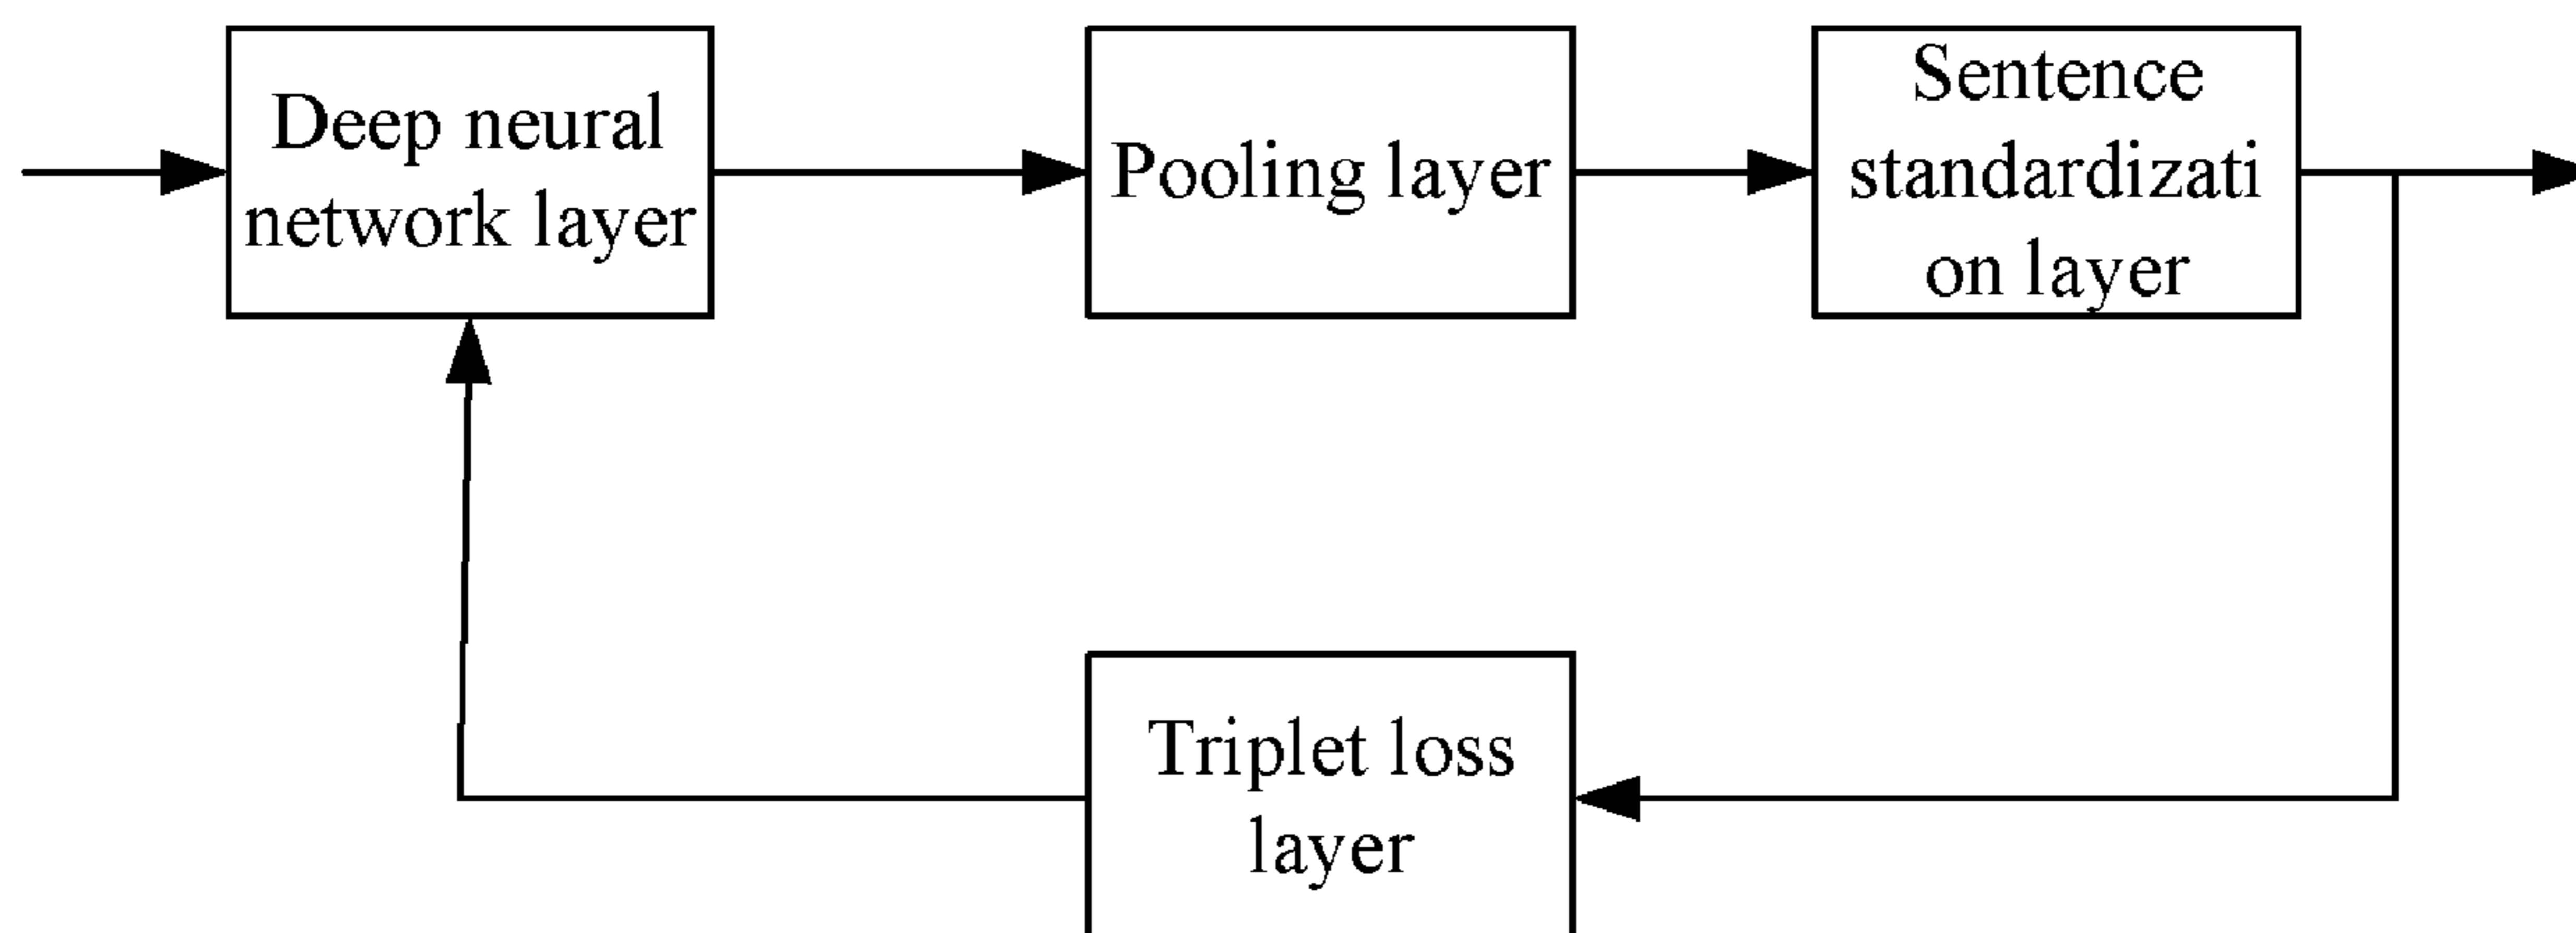 Deep neural
network layer
Pooling layer
Sentence
standardizati
on layer
Triplet loss
layer